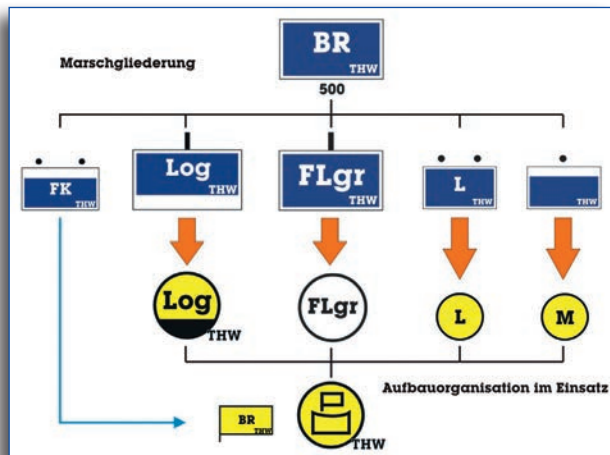 BR
THW
Marschgliederung
500
FK
THW
Log
THW
FLgr
THW
L
THW
THW
Log
THW
FLgr
L
M
Aufbauorganisation im Einsatz
BR
THW
THW